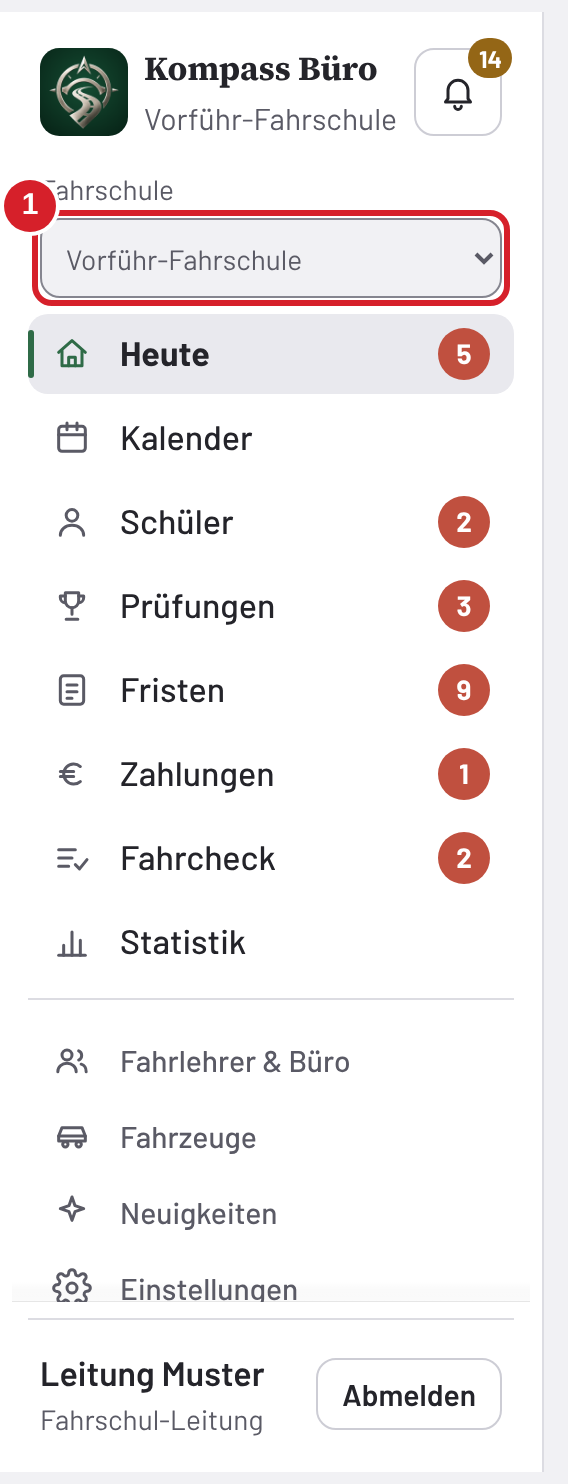 Kompass Büro
Vorführ-Fahrschule
14
Fahrschule
1
Vorführ-Fahrschule
Heute 5
Kalender
Schüler 2
Prüfungen 3
Fristen 9
Zahlungen 1
Fahrcheck 2
Statistik
Fahrlehrer & Büro
Fahrzeuge
Neuigkeiten
Einstellungen
Leitung Muster
Fahrschul-Leitung
Abmelden